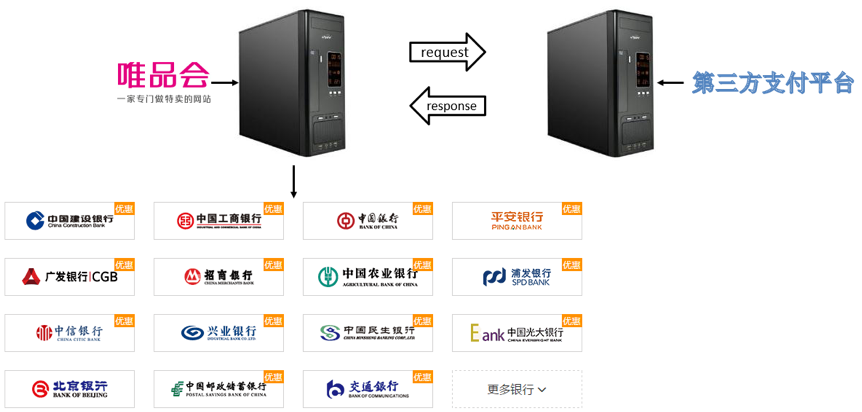 request
唯品会
一家专门做特卖的网站
第三方支付平台
response
中国建设银行
China Construction Bank
优惠
中国工商银行
INDUSTRIAL AND COMMERCIAL BANK OF CHINA
优惠
中国银行
BANK OF CHINA
优惠
平安银行
PING AN BANK
优惠
广发银行|CGB
优惠
招商银行
CHINA MERCHANTS BANK
优惠
中国农业银行
AGRICULTURAL BANK OF CHINA
优惠
浦发银行
SPD BANK
优惠
中信银行
CHINA CITIC BANK
优惠
兴业银行
INDUSTRIAL BANK CO.,LTD.
优惠
中国民生银行
CHINA MINSHENG BANKING CORP., LTD.
优惠
Eank 中国光大银行
CHINA EVERBRIGHT BANK
优惠
北京银行
BANK OF BEIJING
中国邮政储蓄银行
POSTAL SAVINGS BANK OF CHINA
优惠
交通银行
BANK OF COMMUNICATIONS
优惠
更多银行